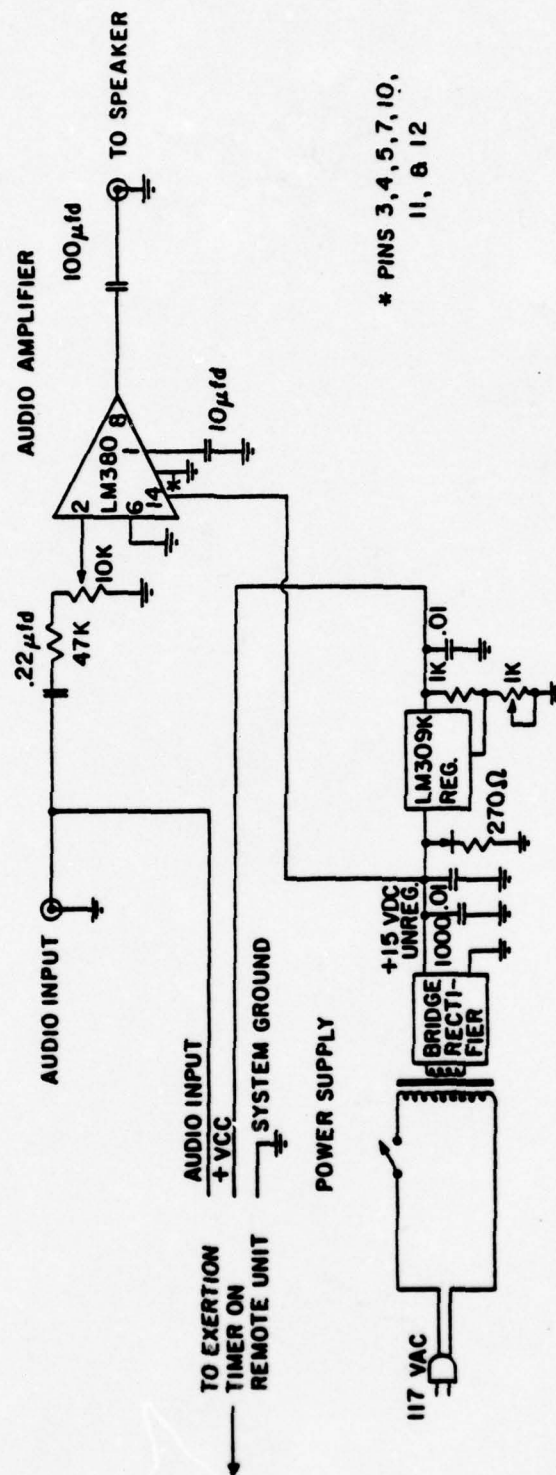 AUDIO AMPLIFIER
.22µfd
47K
10K
2
6
14
LM380
8
1
*
100µfd
TO SPEAKER
10µfd
AUDIO INPUT
* PINS 3,4,5,7,10,
11, & 12
AUDIO INPUT
+VCC
SYSTEM GROUND
TO EXERTION
TIMER ON
REMOTE UNIT
POWER SUPPLY
117 VAC
BRIDGE
RECTI-
FIER
+15 VDC
UNREG.
1000
.01
270Ω
LM309K
REG.
1K
.01
1K